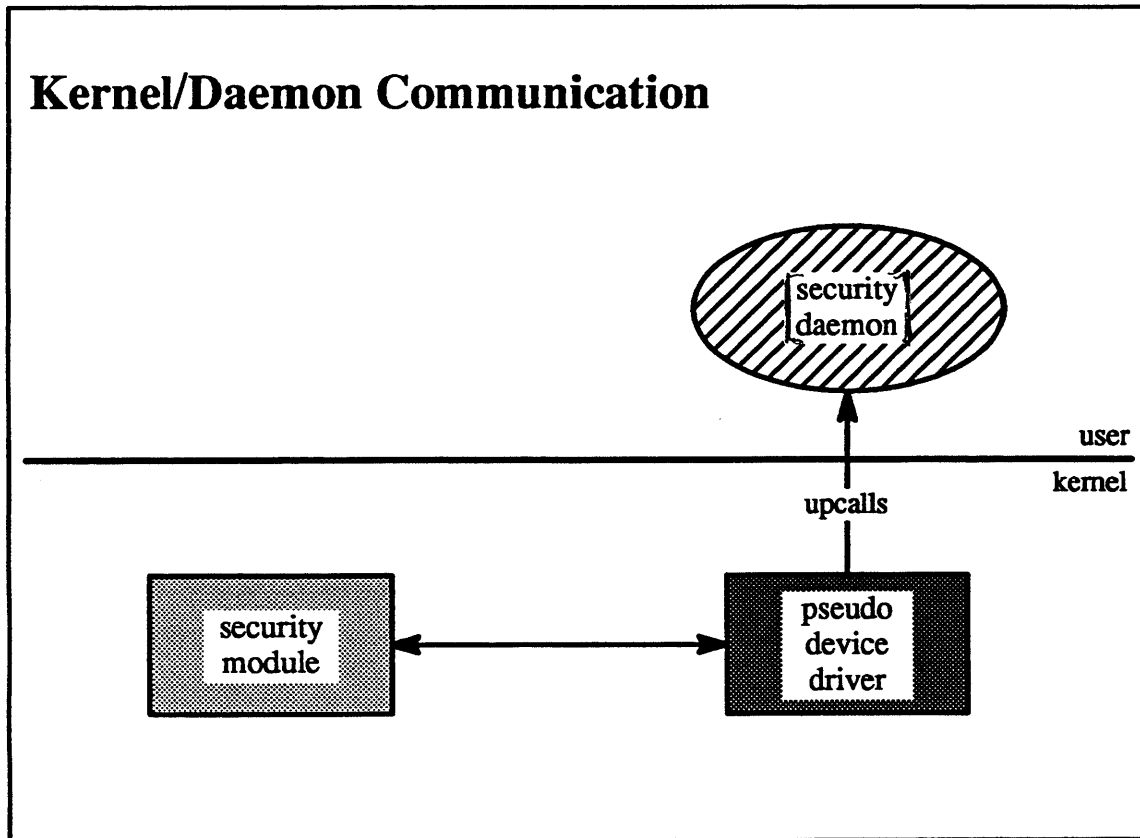 Kernel/Daemon Communication
security
daemon
user
kernel
upcalls
security
module
pseudo
device
driver